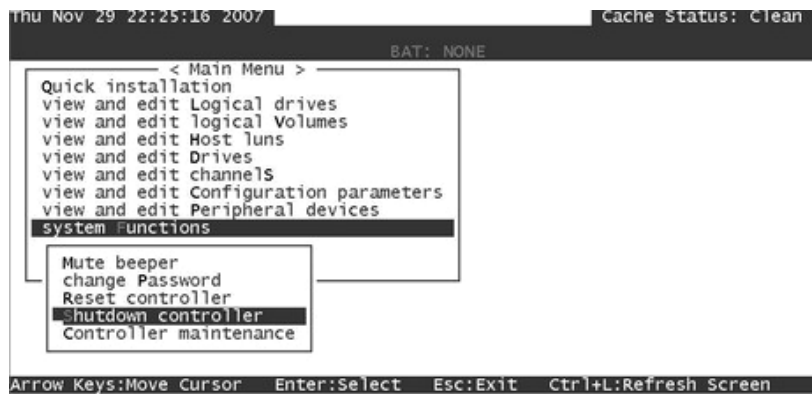 Thu Nov 29 22:25:16 2007 Cache Status: Clean
BAT: NONE
< Main Menu >
Quick installation
view and edit Logical drives
view and edit logical Volumes
view and edit Host luns
view and edit Drives
view and edit channelS
view and edit Configuration parameters
view and edit Peripheral devices
system Functions
Mute beeper
change Password
Reset controller
Shutdown controller
Controller maintenance
Arrow Keys:Move Cursor Enter:Select Esc:Exit Ctrl+L:Refresh Screen